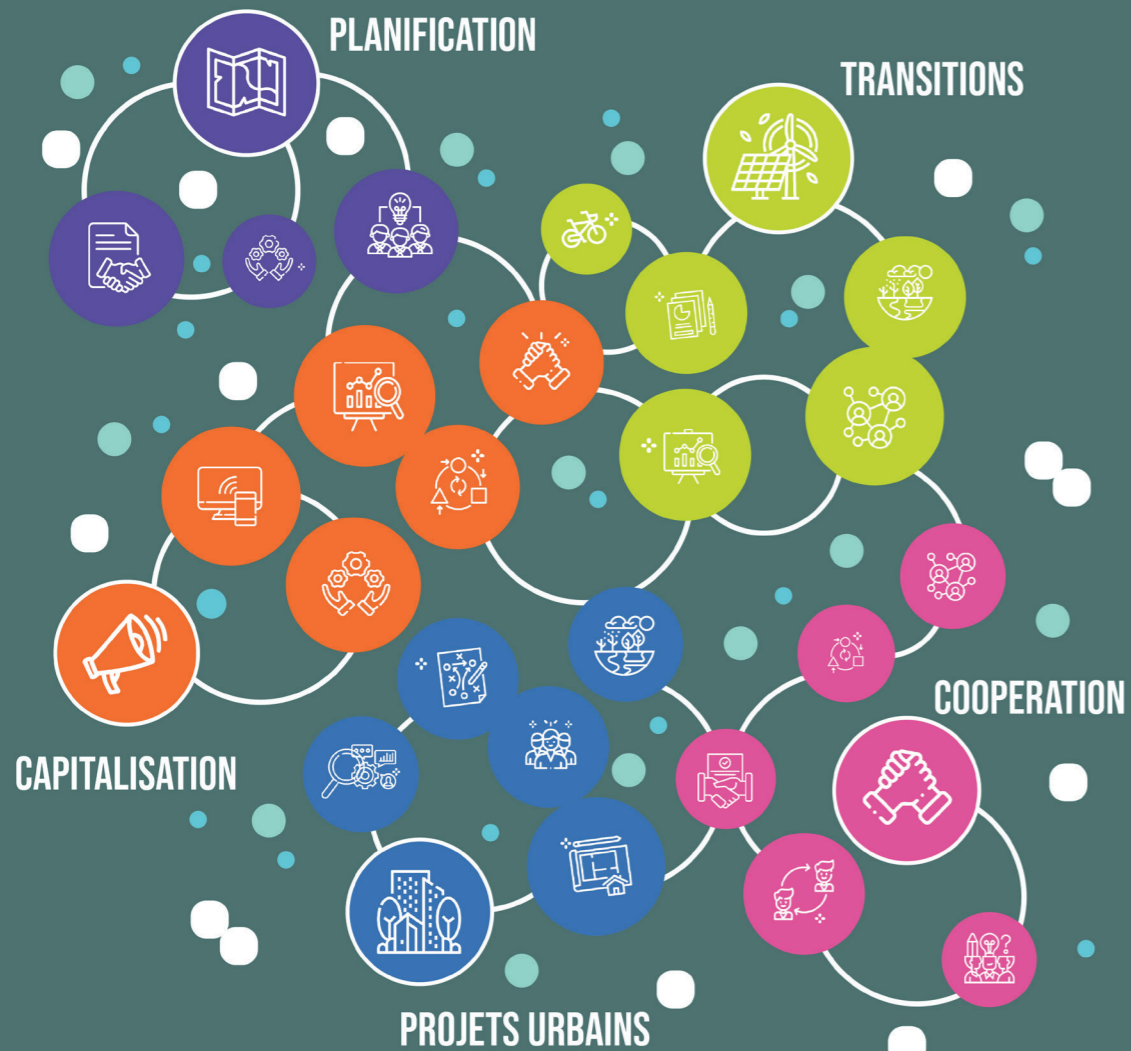 PLANIFICATION
TRANSITIONS
COOPERATION
CAPITALISATION
PROJETS URBAINS